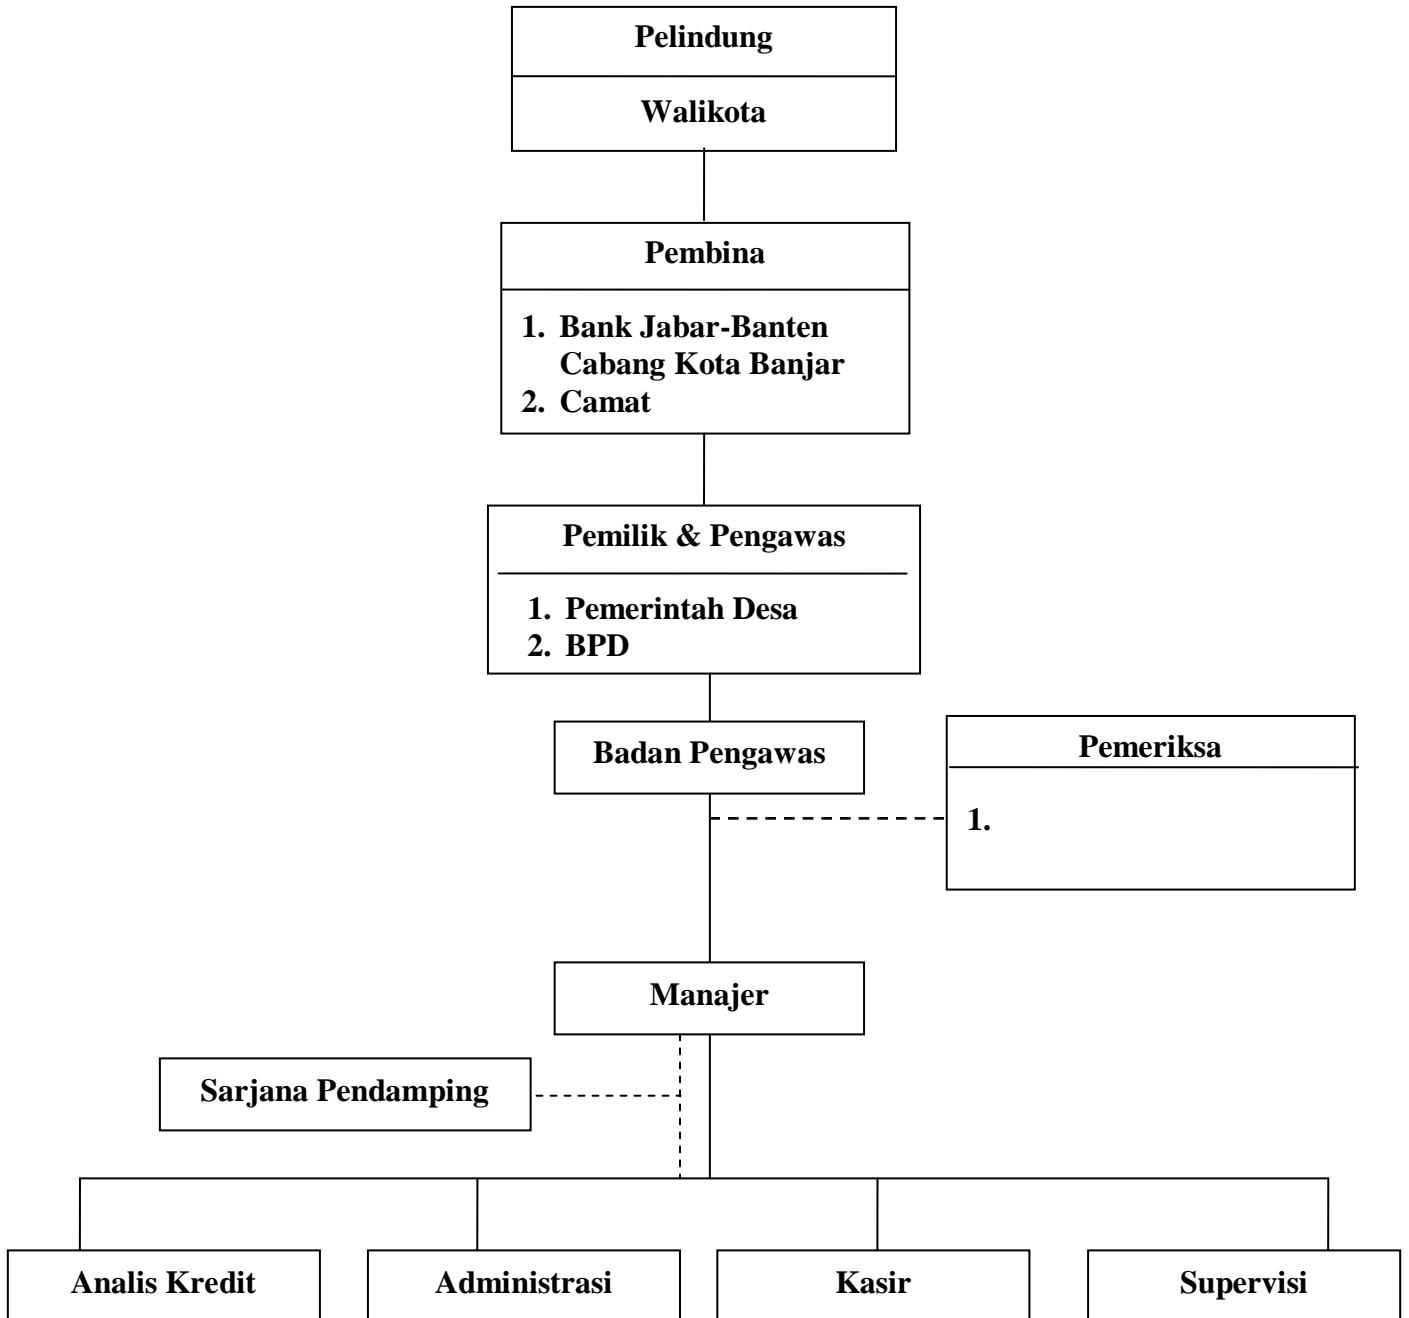 Pelindung
Walikota
Pembina
1. Bank Jabar-Banten
Cabang Kota Banjar
2. Camat
Pemilik & Pengawas
1. Pemerintah Desa
2. BPD
Badan Pengawas
Pemeriksa
1.
Manajer
Sarjana Pendamping
Analis Kredit
Administrasi
Kasir
Supervisi